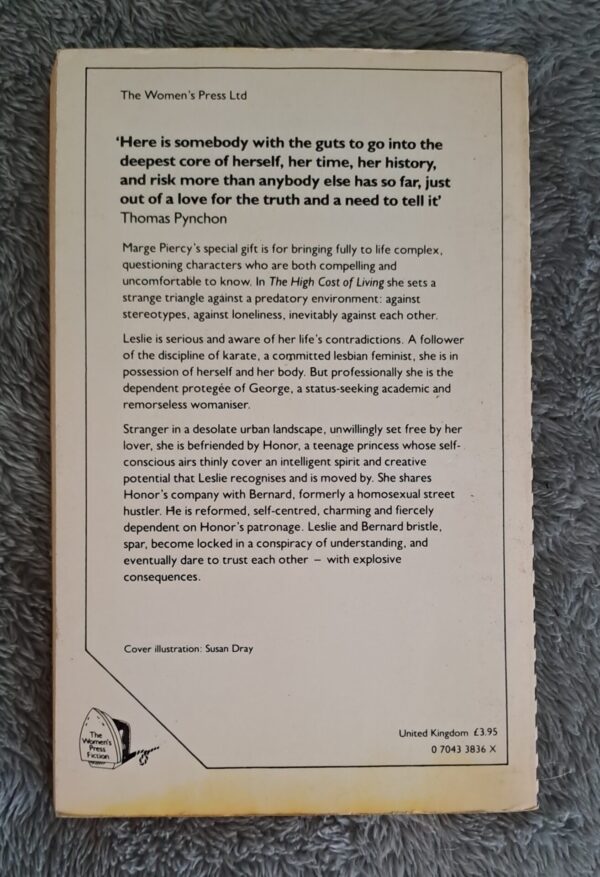 The Women's Press Ltd
'Here is somebody with the guts to go into the
deepest core of herself, her time, her history,
and risk more than anybody else has so far, just
out of a love for the truth and a need to tell it'
Thomas Pynchon
Marge Piercy's special gift is for bringing fully to life complex,
questioning characters who are both compelling and
uncomfortable to know. In The High Cost of Living she sets a
strange triangle against a predatory environment: against
stereotypes, against loneliness, inevitably against each other.
Leslie is serious and aware of her life's contradictions. A follower
of the discipline of karate, a committed lesbian feminist, she is in
possession of herself and her body. But professionally she is the
dependent protegée of George, a status-seeking academic and
remorseless womaniser.
Stranger in a desolate urban landscape, unwillingly set free by her
lover, she is befriended by Honor, a teenage princess whose self-
conscious airs thinly cover an intelligent spirit and creative
potential that Leslie recognises and is moved by. She shares
Honor's company with Bernard, formerly a homosexual street
hustler. He is reformed, self-centred, charming and fiercely
dependent on Honor's patronage. Leslie and Bernard bristle,
spar, become locked in a conspiracy of understanding, and
eventually dare to trust each other – with explosive
consequences.
Cover illustration: Susan Dray
The
Women's
Press
Fiction
United Kingdom £3.95
0 7043 3836 X